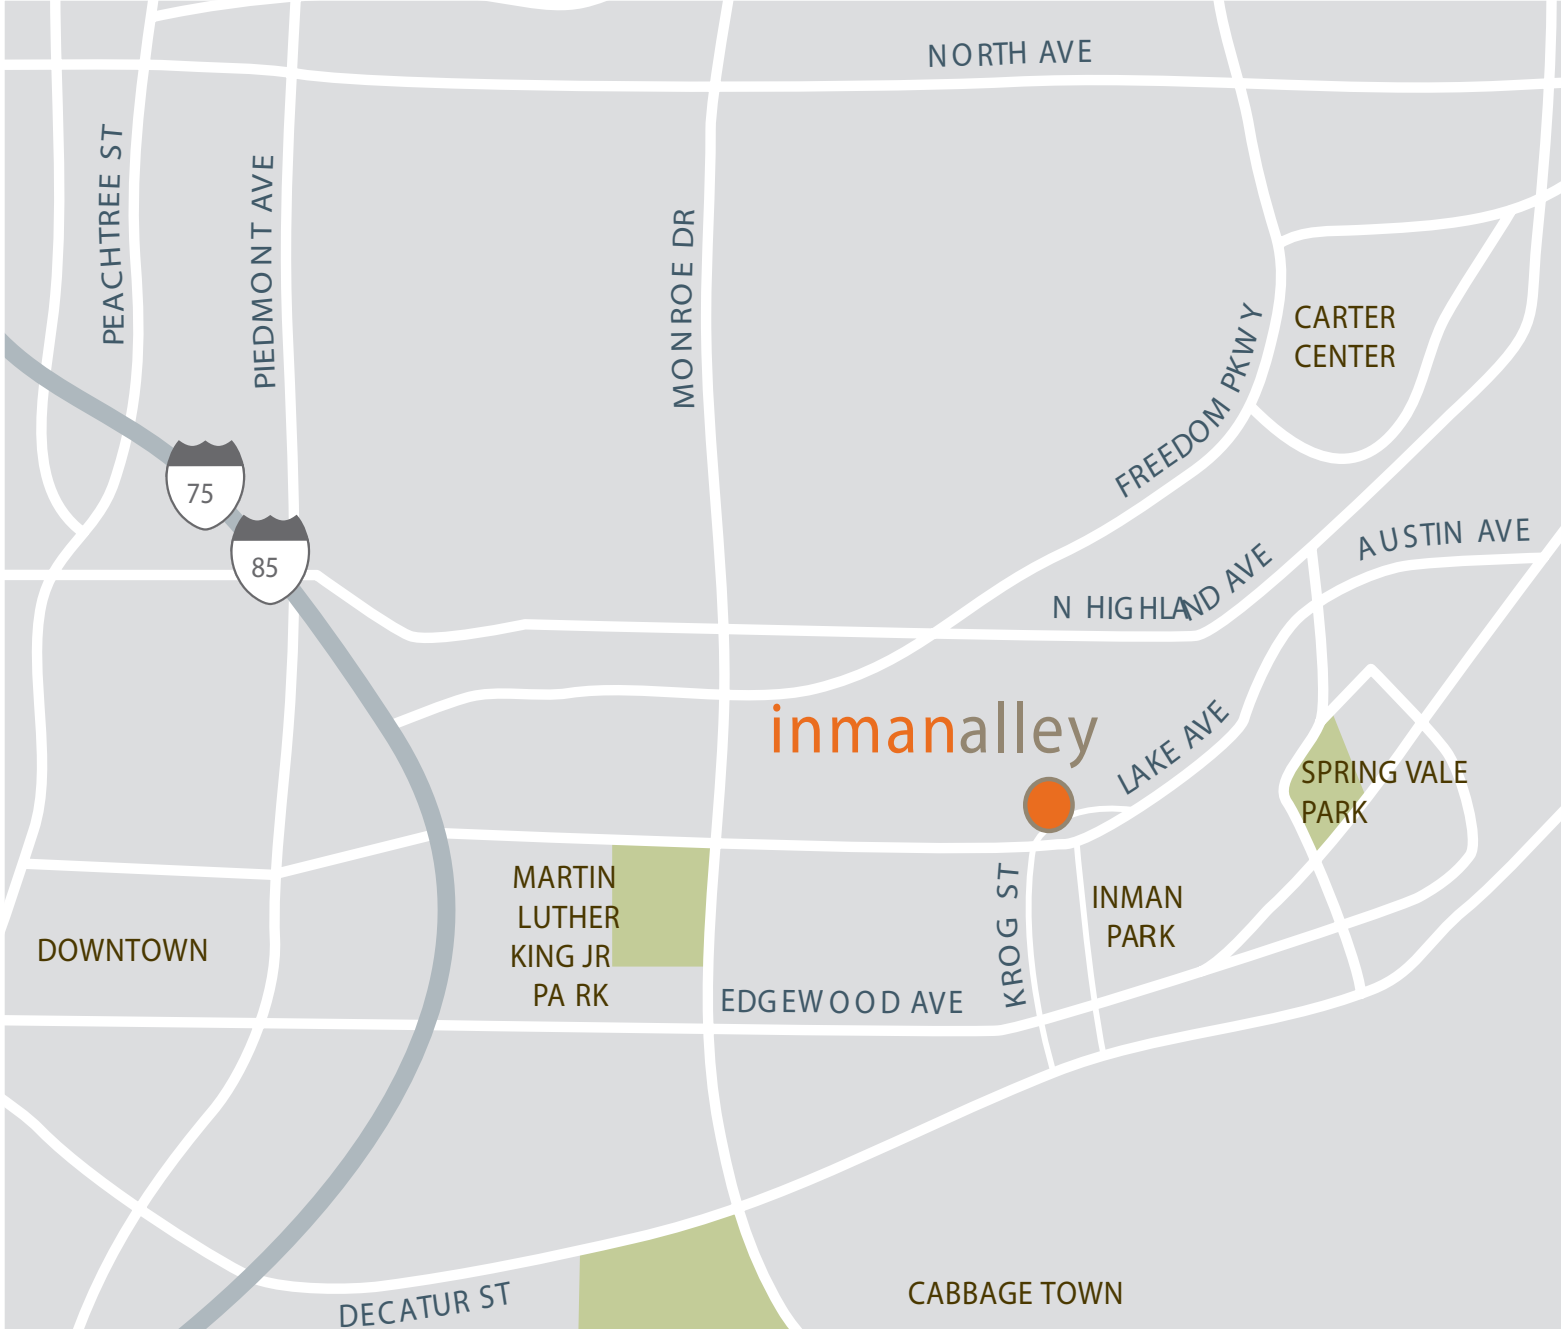 NORTH AVE
PEACHTREE ST
PIEDMONT AVE
MONROE DR
FREEDOM PKWY
CARTER
CENTER
75
85
N HIGHLAND AVE
AUSTIN AVE
inmanalley
LAKE AVE
SPRING VALE
PARK
MARTIN
LUTHER
KING JR
PA RK
KROG ST
INMAN
PARK
DOWNTOWN
EDGEWOOD AVE
DECATUR ST
CABBAGE TOWN